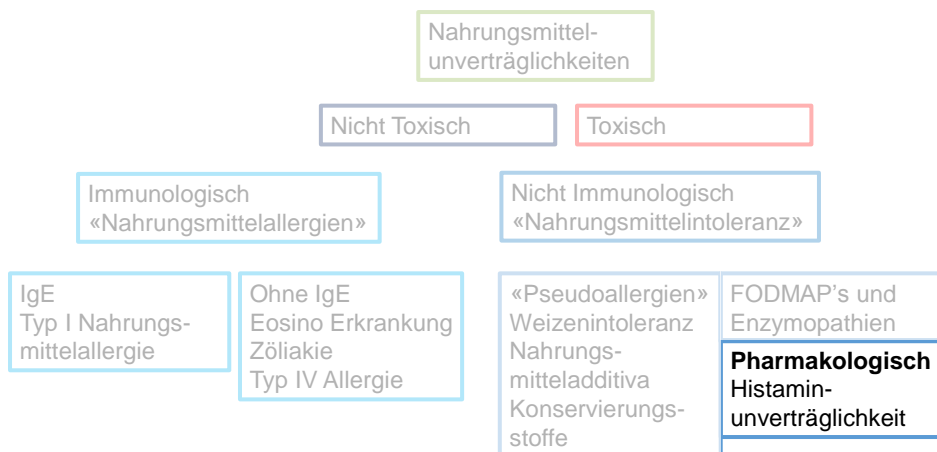 Nahrungsmittel-
unverträglichkeiten
Nicht Toxisch
Toxisch
Immunologisch
«Nahrungsmittelallergien»
Nicht Immunologisch
«Nahrungsmittelintoleranz»
IgE
Typ I Nahrungs-
mittelallergie
Ohne IgE
Eosino Erkrankung
Zöliakie
Typ IV Allergie
«Pseudoallergien»
Weizenintoleranz
Nahrungs-
mitteladditiva
Konservierungs-
stoffe
FODMAP's und
Enzymopathien
Pharmakologisch
Histamin-
unverträglichkeit